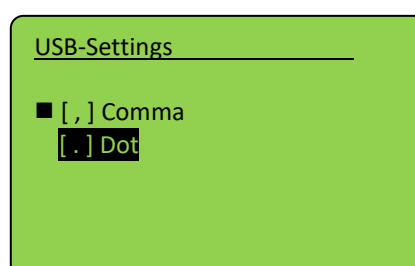 USB-Settings
■ [ , ] Comma
[ . ] Dot